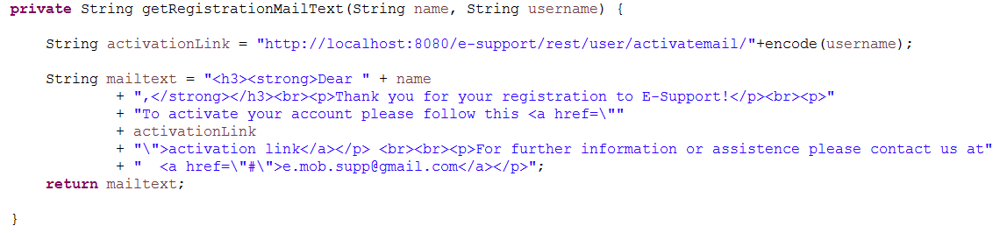 private String getRegistrationMailText(String name, String username) {
String activationLink = "http://localhost:8080/e-support/rest/user/activatemail/"+encode(username);
String mailtext = "<h3><strong>Dear " + name
+ ",</strong></h3><br><p>Thank you for your registration to E-Support!</p><br><p>"
+ "To activate your account please follow this <a href=\""
+ activationLink
+ "\">activation link</a></p> <br><br><p>For further information or assistence please contact us at"
+ "  <a href=\"#\">e.mob.supp@gmail.com</a></p>";
return mailtext;
}